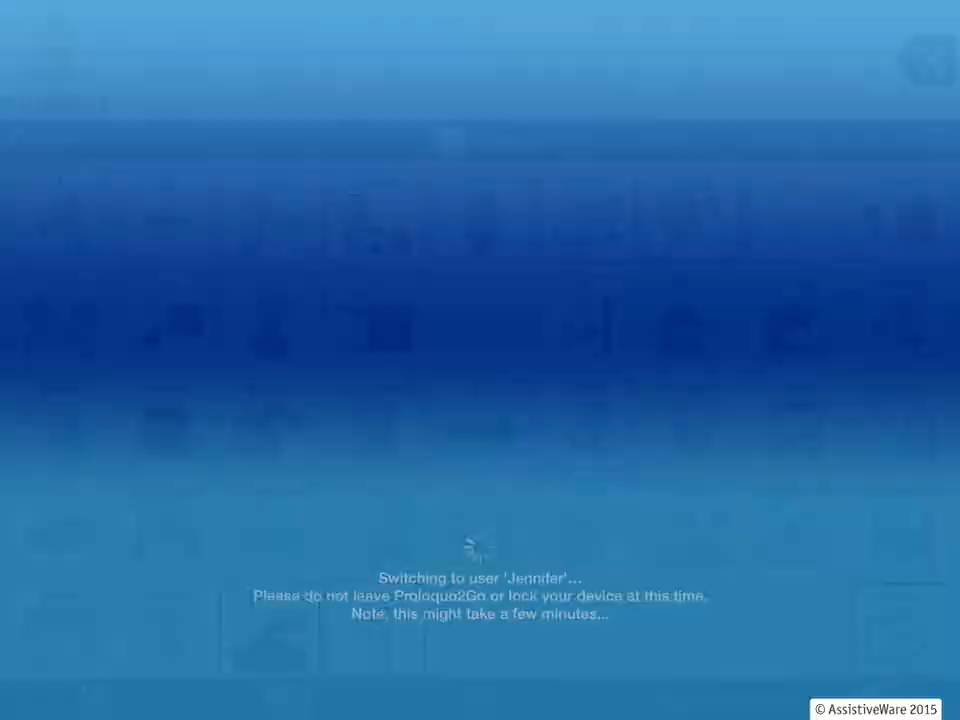 Switching to user 'Jennifer'...
Please do not leave Proloquo2Go or lock your device at this time.
Note, this might take a few minutes...
© AssistiveWare 2015